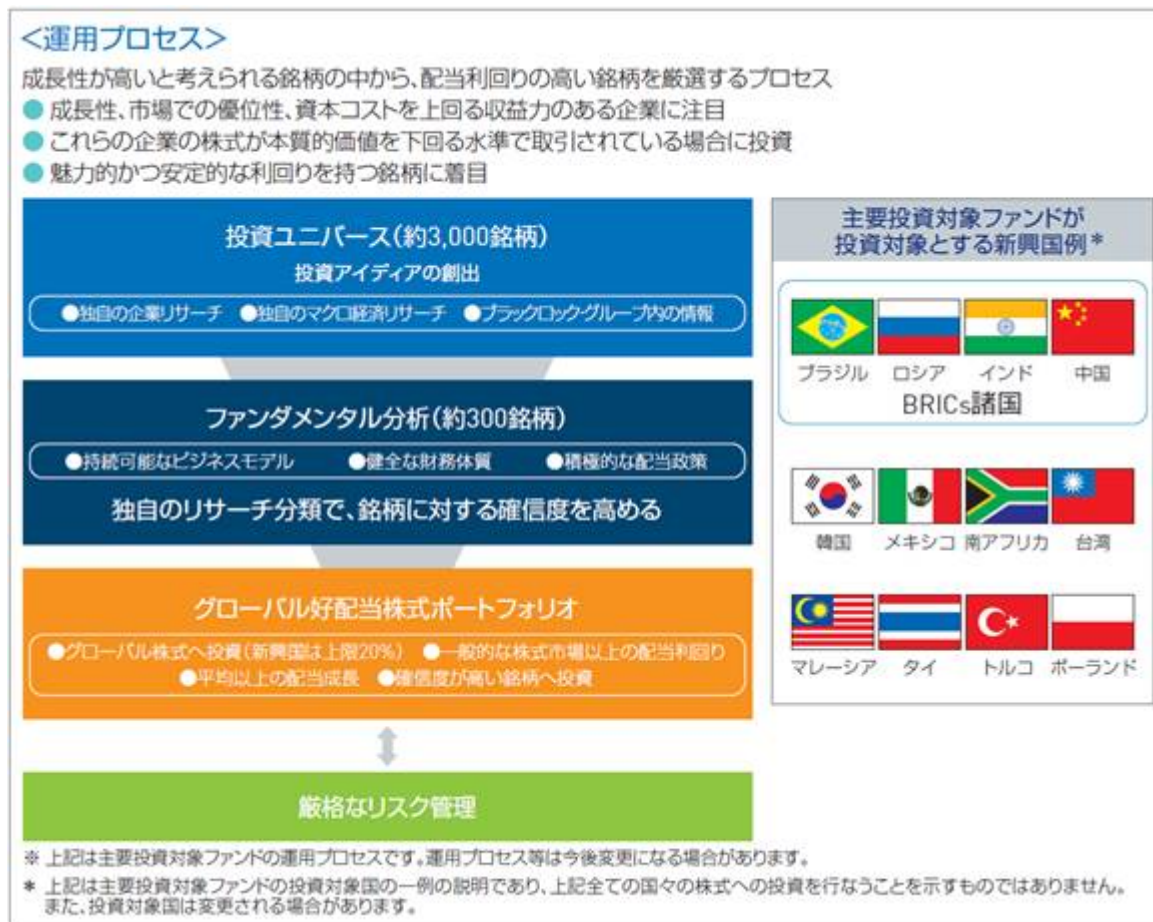 ＜運用プロセス＞
成長性が高いと考えられる銘柄の中から、配当利回りの高い銘柄を厳選するプロセス
● 成長性、市場での優位性、資本コストを上回る収益力のある企業に注目
● これらの企業の株式が本質的価値を下回る水準で取引されている場合に投資
● 魅力的かつ安定的な利回りを持つ銘柄に着目
投資ユニバース（約3,000銘柄）
投資アイディアの創出
●独自の企業リサーチ ●独自のマクロ経済リサーチ ●ブラックロック・グループ内の情報
ファンダメンタル分析（約300銘柄）
●持続可能なビジネスモデル ●健全な財務体質 ●積極的な配当政策
独自のリサーチ分類で、銘柄に対する確信度を高める
グローバル好配当株式ポートフォリオ
●グローバル株式へ投資（新興国は上限20%） ●一般的な株式市場以上の配当利回り
●平均以上の配当成長 ●確信度が高い銘柄へ投資
厳格なリスク管理
主要投資対象ファンドが
投資対象とする新興国例*
ブラジル ロシア インド 中国
BRICs諸国
韓国 メキシコ 南アフリカ 台湾
マレーシア タイ トルコ ポーランド
※ 上記は主要投資対象ファンドの運用プロセスです。運用プロセス等は今後変更になる場合があります。
* 上記は主要投資対象ファンドの投資対象国の一例の説明であり、上記全ての国々の株式への投資を行なうことを示すものではありません。
また、投資対象国は変更される場合があります。